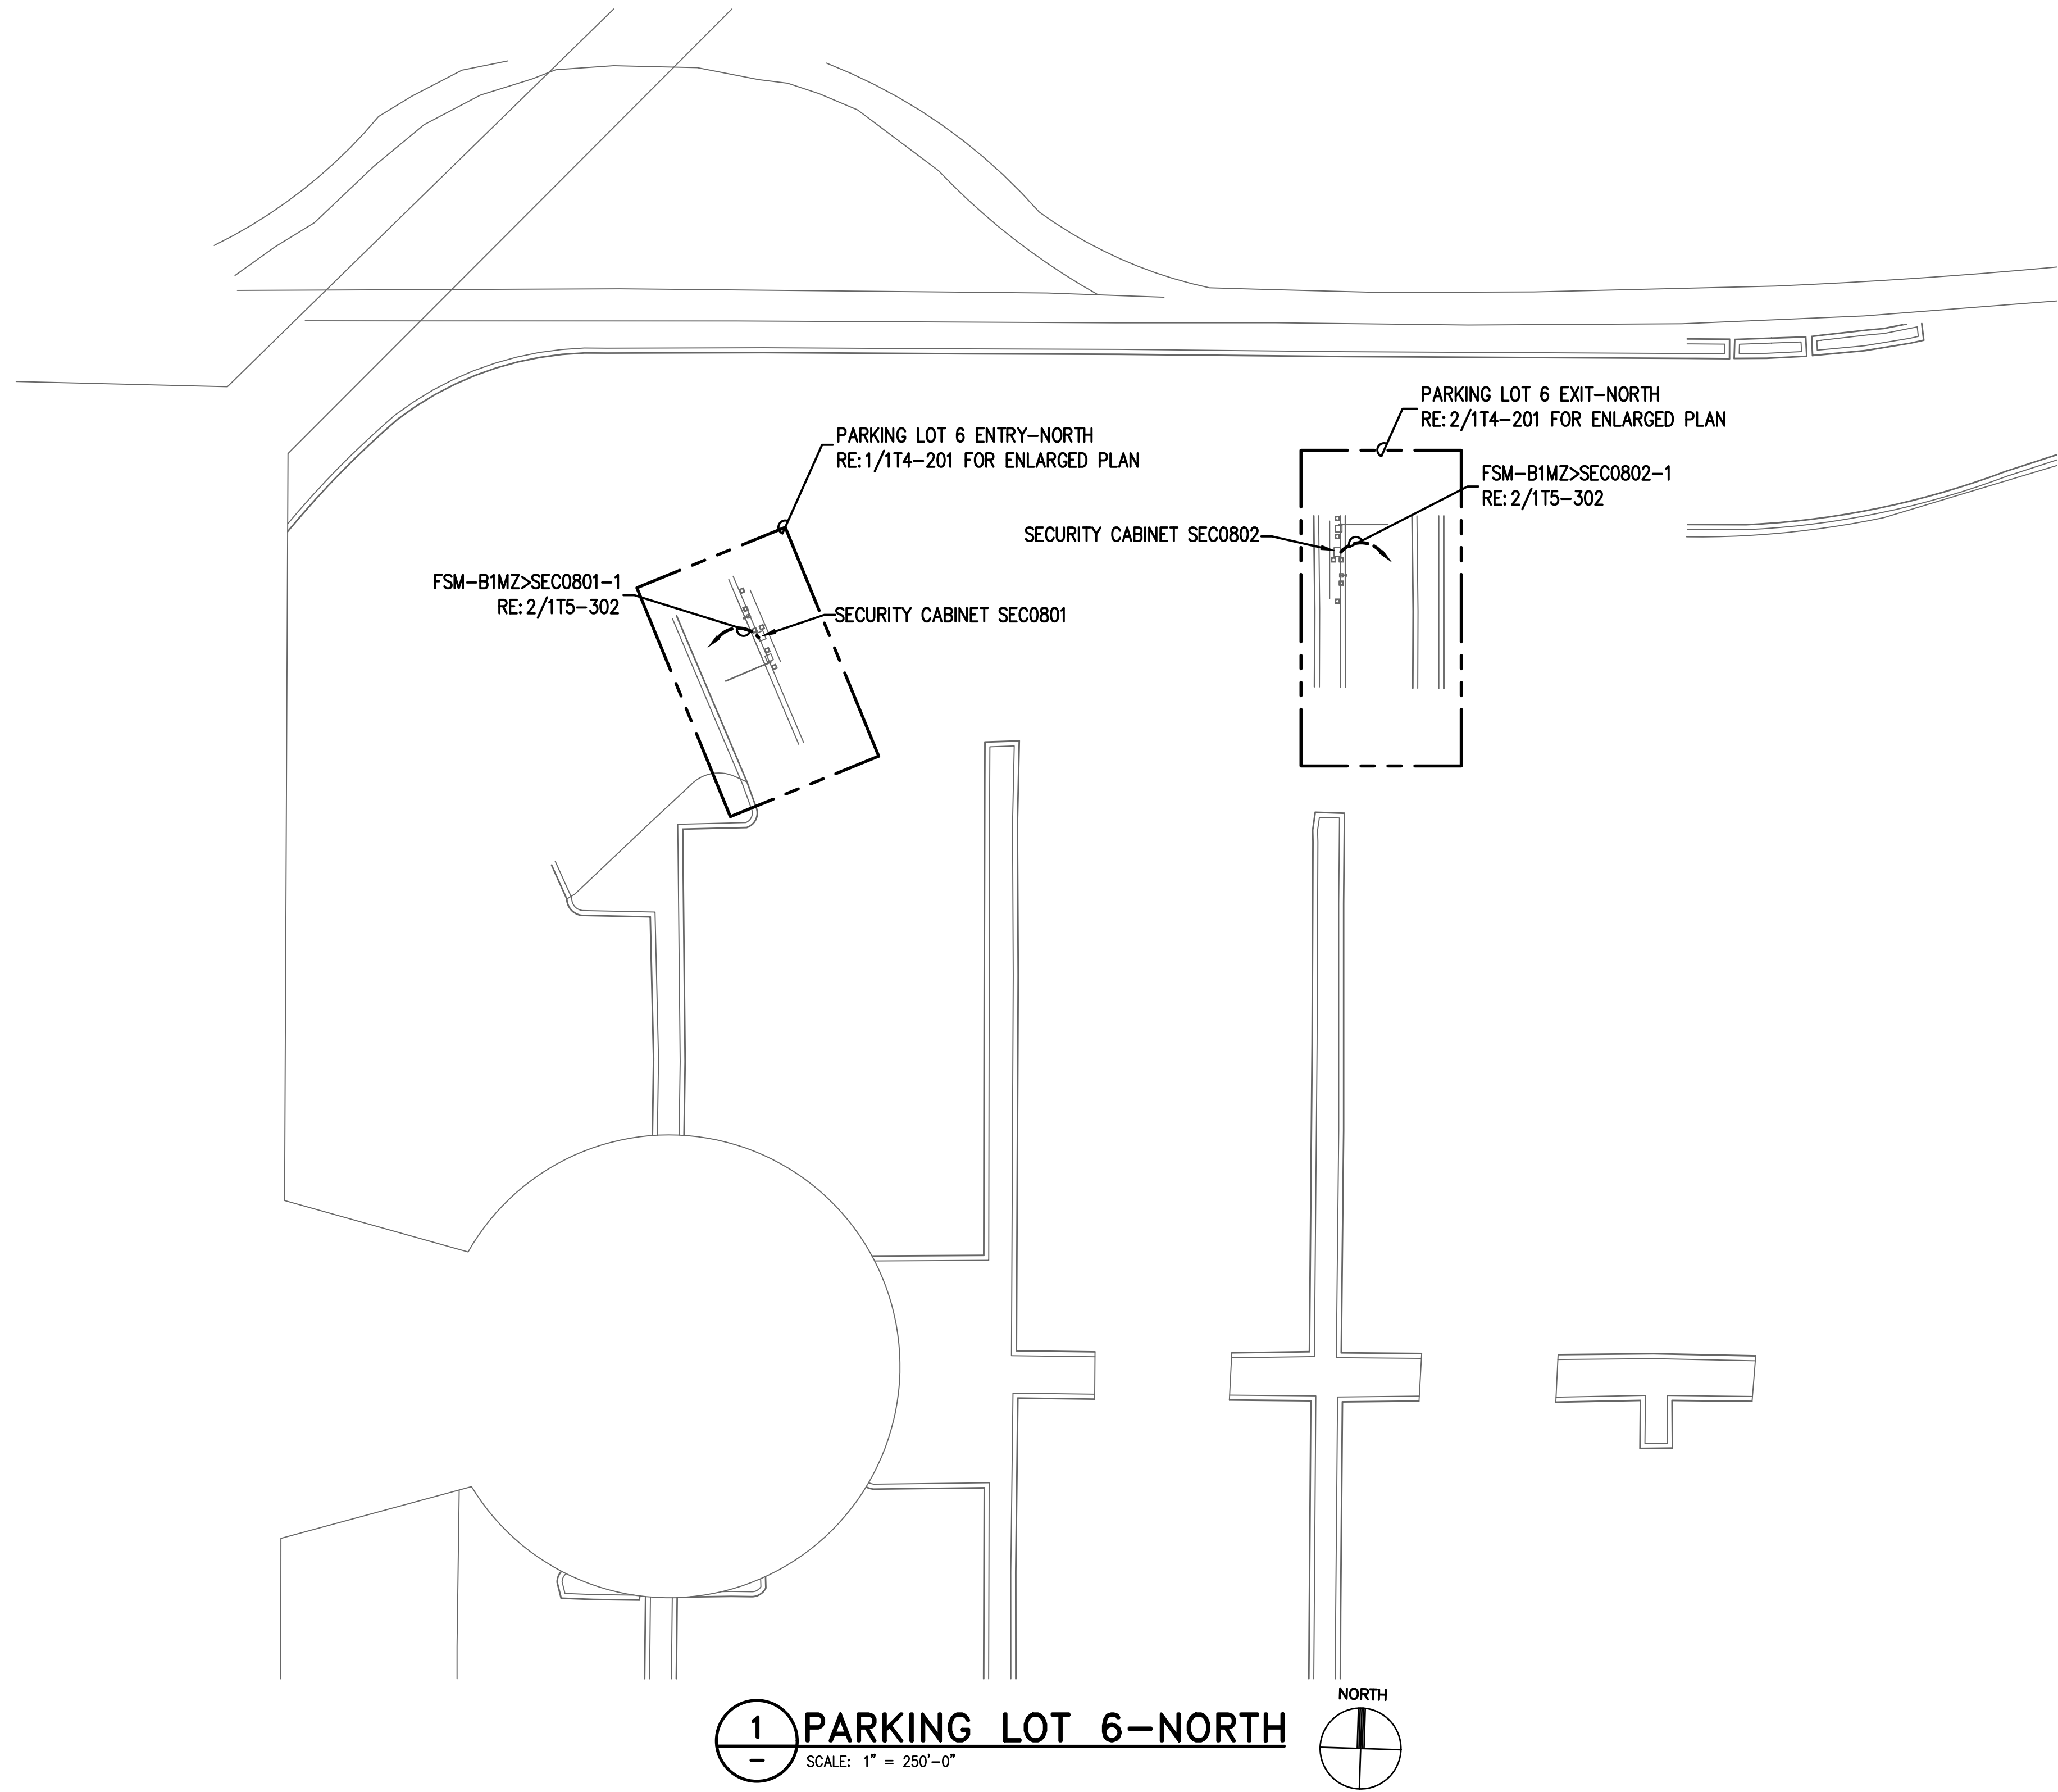 PARKING LOT 6 EXIT-NORTH
RE: 2/1T4-201 FOR ENLARGED PLAN
PARKING LOT 6 ENTRY-NORTH
RE: 1/1T4-201 FOR ENLARGED PLAN
FSM-B1MZ>SEC0802-1
RE: 2/1T5-302
SECURITY CABINET SEC0802
FSM-B1MZ>SEC0801-1
RE: 2/1T5-302
SECURITY CABINET SEC0801
NORTH
1
PARKING LOT 6-NORTH
-
SCALE: 1" = 250'-0"